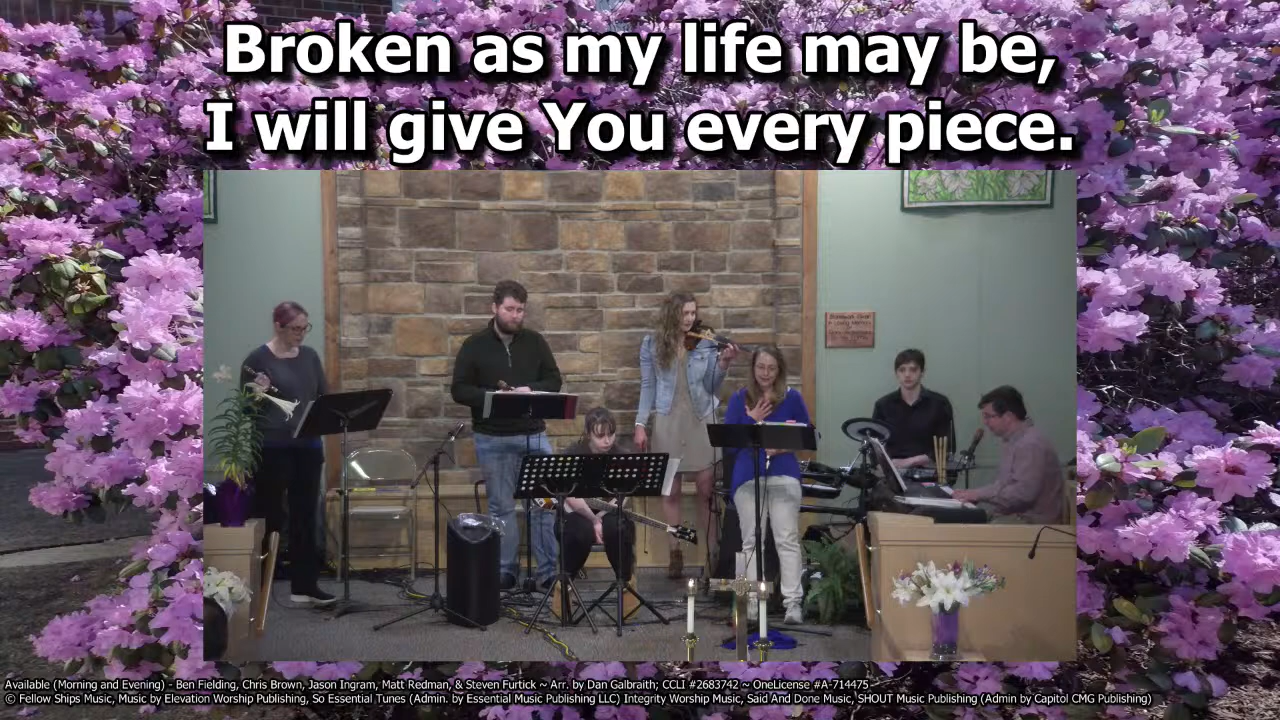 Broken as my life may be,
I will give You every piece.
Available (Morning and Evening) - Ben Fielding, Chris Brown, Jason Ingram, Matt Redman, & Steven Furtick ~ Arr. by Dan Galbraith; CCLI #2683742 ~ OneLicense #A-714475
© Fellow Ships Music, Music by Elevation Worship Publishing, So Essential Tunes (Admin. by Essential Music Publishing LLC) Integrity Worship Music, Said And Done Music, SHOUT Music Publishing (Admin by Capitol CMG Publishing)